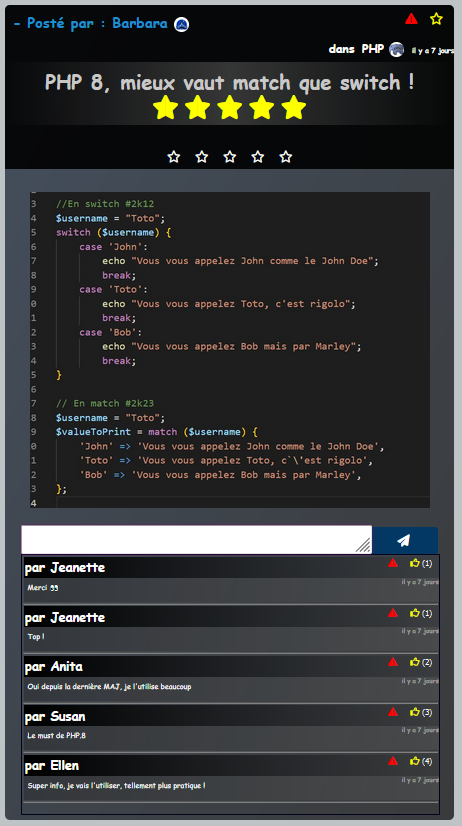 - Posté par : Barbara
dans PHP il y a 7 jours
PHP 8, mieux vaut match que switch !
3 //En switch #2k12
4 $username = "Toto";
5 switch ($username) {
6 case 'John':
7 echo "Vous vous appelez John comme le John Doe";
8 break;
9 case 'Toto':
0 echo "Vous vous appelez Toto, c'est rigolo";
1 break;
2 case 'Bob':
3 echo "Vous vous appelez Bob mais par Marley";
4 break;
5 }
6
7 // En match #2k23
8 $username = "Toto";
9 $valueToPrint = match ($username) {
0 'John' => 'Vous vous appelez John comme le John Doe',
1 'Toto' => 'Vous vous appelez Toto, c`\'est rigolo',
2 'Bob' => 'Vous vous appelez Bob mais par Marley',
3 };
4
par Jeanette (1)
il y a 7 jours
Merci gg
par Jeanette (1)
il y a 7 jours
Top !
par Anita (2)
il y a 7 jours
Oui depuis la dernière MAJ, je l'utilise beaucoup
par Susan (3)
il y a 7 jours
Le must de PHP.8
par Ellen (4)
il y a 7 jours
Super info, je vais l'utiliser, tellement plus pratique !